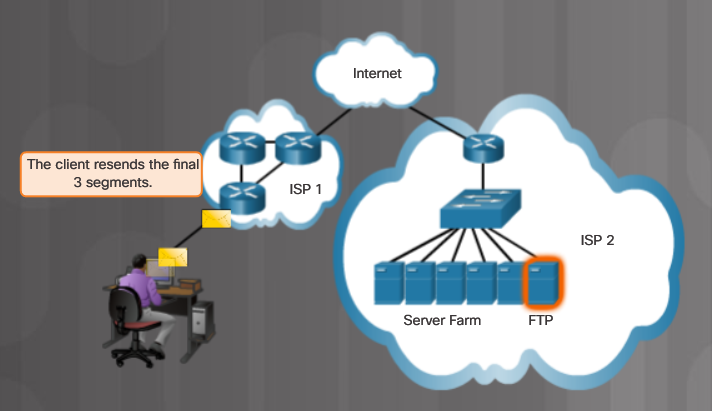 Internet
The client resends the final
3 segments.
ISP 1
ISP 2
Server Farm
FTP